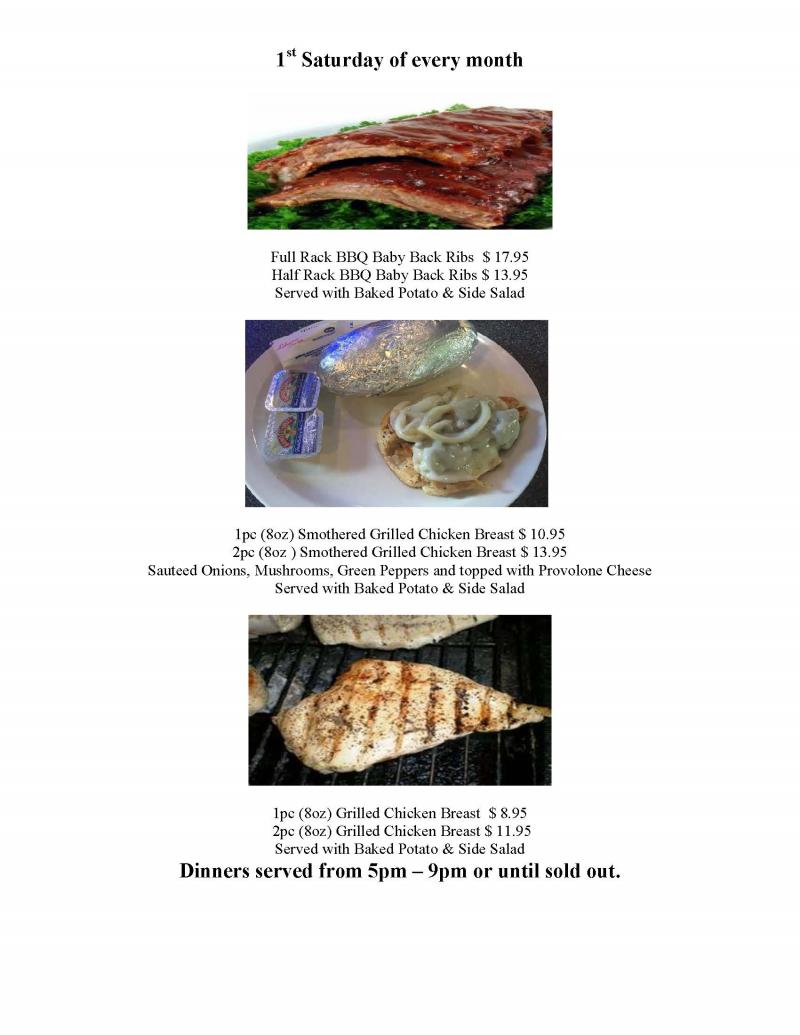 1st Saturday of every month
Full Rack BBQ Baby Back Ribs $ 17.95
Half Rack BBQ Baby Back Ribs $ 13.95
Served with Baked Potato & Side Salad
1pc (8oz) Smothered Grilled Chicken Breast $ 10.95
2pc (8oz ) Smothered Grilled Chicken Breast $ 13.95
Sauteed Onions, Mushrooms, Green Peppers and topped with Provolone Cheese
Served with Baked Potato & Side Salad
1pc (8oz) Grilled Chicken Breast $ 8.95
2pc (8oz) Grilled Chicken Breast $ 11.95
Served with Baked Potato & Side Salad
Dinners served from 5pm – 9pm or until sold out.